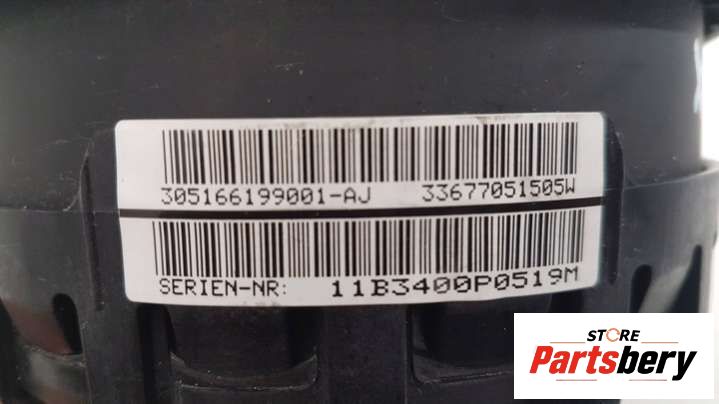 305166199001-AJ 33677051505W
SERIEN-NR: 11B3400P0519M
STORE
Partsbery